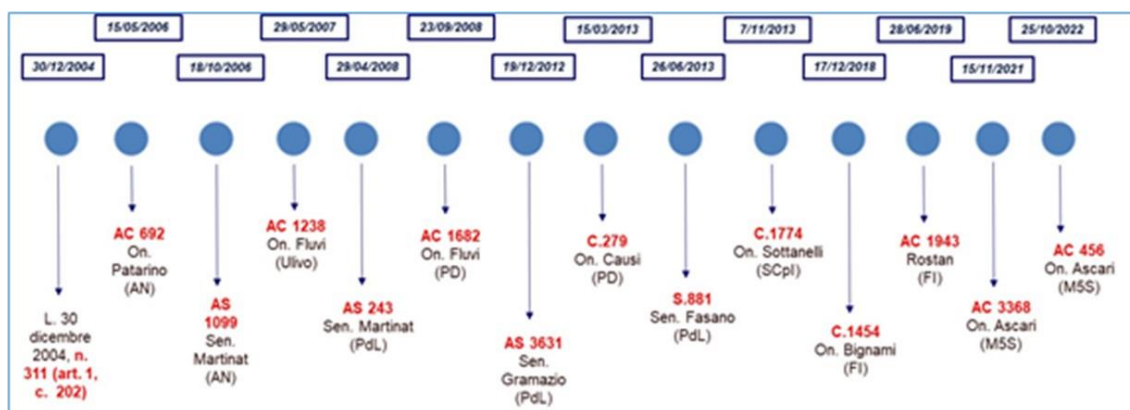 15/05/2006
29/05/2007
23/09/2008
15/03/2013
7/11/2013
28/06/2019
25/10/2022
30/12/2004
18/10/2006
29/04/2008
19/12/2012
26/06/2013
17/12/2018
15/11/2021
L. 30
dicembre
2004, n.
311 (art. 1,
c. 202)
AC 692
On.
Patarino
(AN)
AS
1099
Sen.
Martinat
(AN)
AC 1238
On. Fluvi
(Ulivo)
AS 243
Sen. Martinat
(PdL)
AC 1682
On. Fluvi
(PD)
AS 3631
Sen.
Gramazio
(PdL)
C.279
On. Causi
(PD)
S.881
Sen. Fasano
(PdL)
C.1774
On. Sottanelli
(SCpI)
C.1454
On. Bignami
(FI)
AC 1943
Rostan
(FI)
AC 3368
On. Ascari
(M5S)
AC 456
On. Ascari
(M5S)